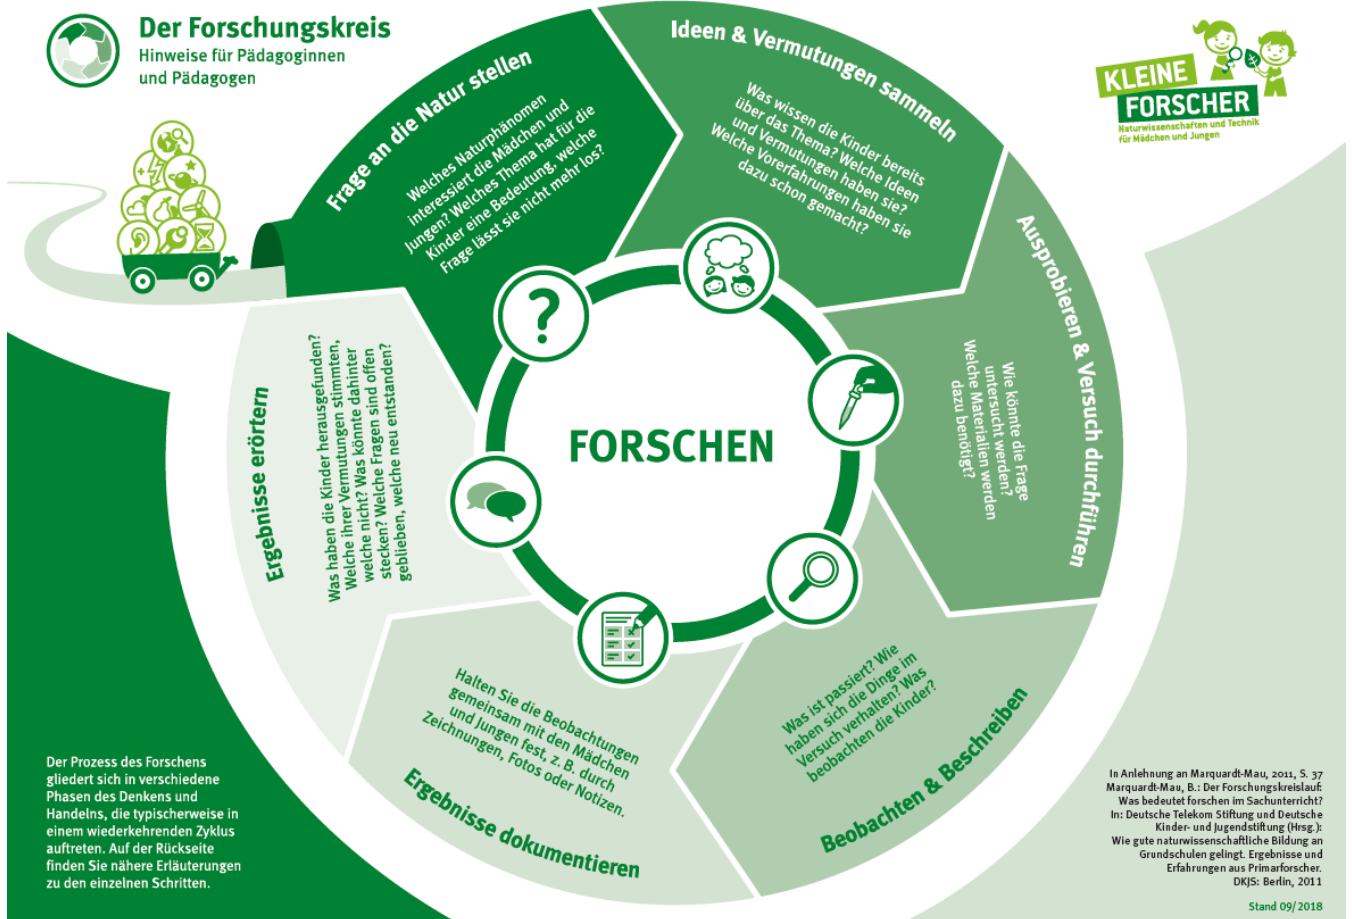 Der Forschungskreis
Hinweise für Pädagoginnen
und Pädagogen
KLEINE
FORSCHER
Naturwissenschaften und Technik
für Mädchen und Jungen
Frage an die Natur stellen
Welches Naturphänomen
interessiert die Mädchen und
Jungen? Welches Thema hat für die
Kinder eine Bedeutung, welche
Frage lässt sie nicht mehr los?
Ideen & Vermutungen sammeln
Was wissen die Kinder bereits
über das Thema? Welche Ideen
und Vermutungen haben sie?
Welche Vorerfahrungen haben sie
dazu schon gemacht?
Ausprobieren & Versuch durchführen
Wie könnte die Frage
untersucht werden?
Welche Materialien werden
dazu benötigt?
Beobachten & Beschreiben
Was ist passiert? Wie
haben sich die Dinge im
Versuch verhalten? Was
beobachten die Kinder?
Ergebnisse dokumentieren
Halten Sie die Beobachtungen
gemeinsam mit den Mädchen
und Jungen fest, z. B. durch
Zeichnungen, Fotos oder Notizen.
Ergebnisse erörtern
Was haben die Kinder herausgefunden?
Welche ihrer Vermutungen stimmten,
welche nicht? Was könnte dahinter
stecken? Welche Fragen sind offen
geblieben, welche neu entstanden?
FORSCHEN
Der Prozess des Forschens
gliedert sich in verschiedene
Phasen des Denkens und
Handelns, die typischerweise in
einem wiederkehrenden Zyklus
auftreten. Auf der Rückseite
finden Sie nähere Erläuterungen
zu den einzelnen Schritten.
In Anlehnung an Marquardt-Mau, 2011, S. 37
Marquardt-Mau, B.: Der Forschungskreislauf:
Was bedeutet forschen im Sachunterricht?
In: Deutsche Telekom Stiftung und Deutsche
Kinder- und Jugendstiftung (Hrsg.):
Wie gute naturwissenschaftliche Bildung an
Grundschulen gelingt. Ergebnisse und
Erfahrungen aus Primarforscher.
DKJS: Berlin, 2011
Stand 09/2018